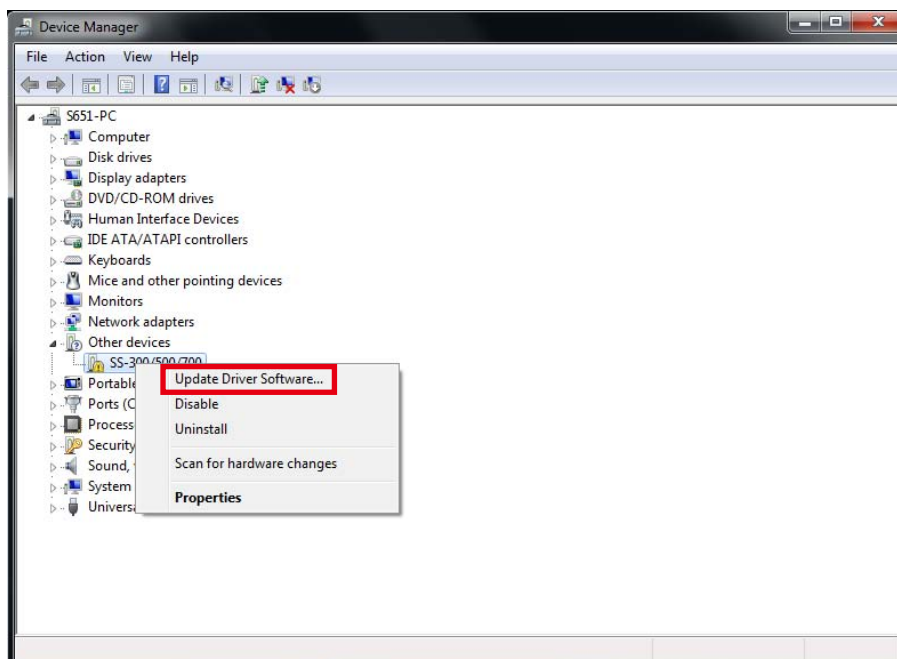 Device Manager
File Action View Help
S651-PC
Computer
Disk drives
Display adapters
DVD/CD-ROM drives
Human Interface Devices
IDE ATA/ATAPI controllers
Keyboards
Mice and other pointing devices
Monitors
Network adapters
Other devices
SS-300/500/700
Portable
Update Driver Software...
Ports (C
Disable
Process
Uninstall
Security
Sound,
Scan for hardware changes
System
Properties
Univers